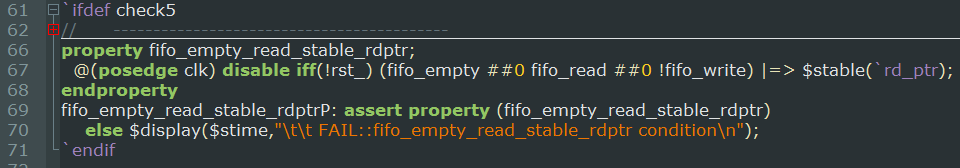 61 `ifdef check5
62 // ------------------------------------------
66 property fifo_empty_read_stable_rdptr;
67 @(posedge clk) disable iff(!rst_) (fifo_empty ##0 fifo_read ##0 !fifo_write) |=> $stable(`rd_ptr);
68 endproperty
69 fifo_empty_read_stable_rdptrP: assert property (fifo_empty_read_stable_rdptr)
70 else $display($stime,"\t\t FAIL::fifo_empty_read_stable_rdptr condition\n");
71 `endif